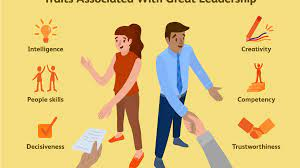 Traits Associated With Great Leadership
Intelligence
Creativity
People skills
Competency
Decisiveness
Trustworthiness